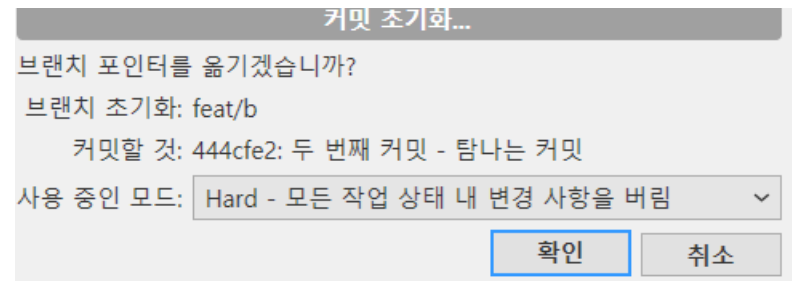 커밋 초기화...
브랜치 포인터를 옮기겠습니까?
브랜치 초기화: feat/b
커밋할 것: 444cfe2: 두 번째 커밋 - 탐나는 커밋
사용 중인 모드: Hard - 모든 작업 상태 내 변경 사항을 버림
확인 취소